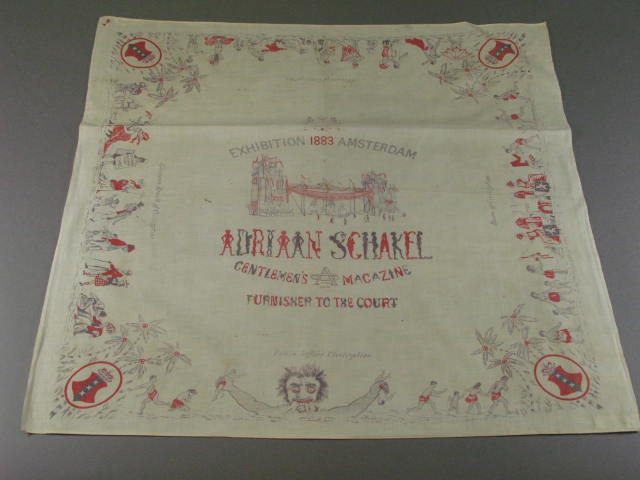 EXHIBITION 1883 AMSTERDAM
ADRIAAN SCHAKEL
GENTLEMEN'S MAGAZINE
FURNISHER TO THE COURT